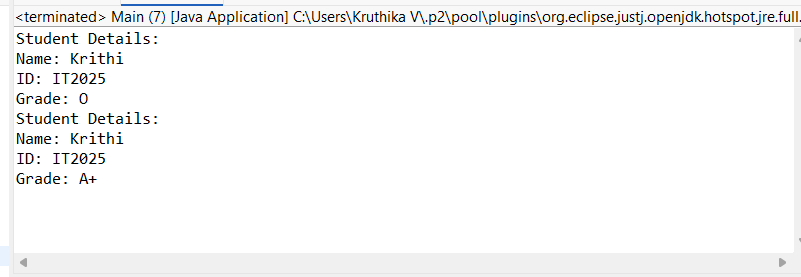 <terminated> Main (7) [Java Application] C:\Users\Kruthika V\.p2\pool\plugins\org.eclipse.justj.openjdk.hotspot.jre.full.
Student Details:
Name: Krithi
ID: IT2025
Grade: O
Student Details:
Name: Krithi
ID: IT2025
Grade: A+